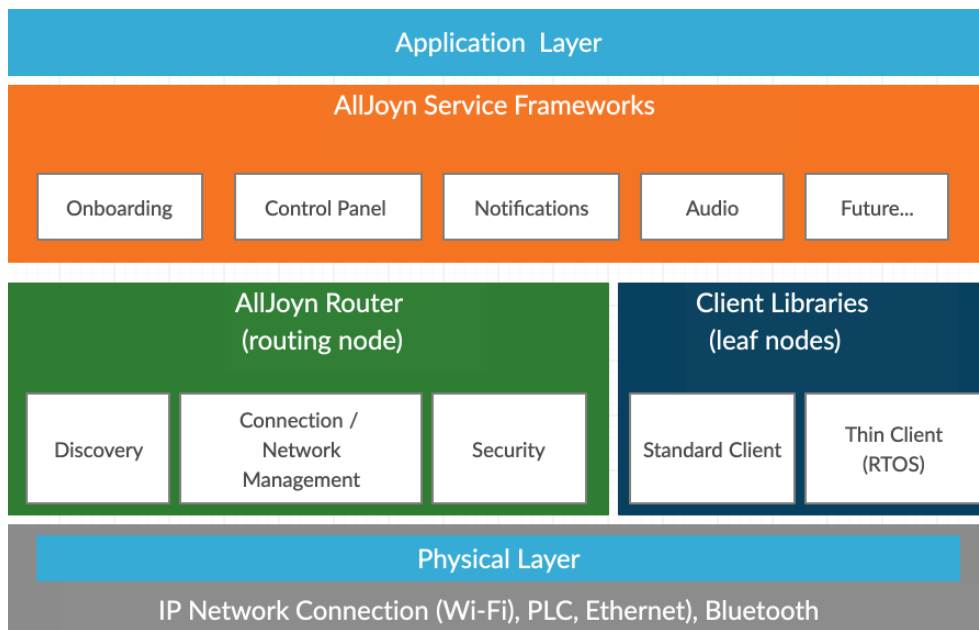 Application Layer
AllJoyn Service Frameworks
Onboarding
Control Panel
Notifications
Audio
Future...
AllJoyn Router
(routing node)
Discovery
Connection /
Network
Management
Security
Client Libraries
(leaf nodes)
Standard Client
Thin Client
(RTOS)
Physical Layer
IP Network Connection (Wi-Fi), PLC, Ethernet), Bluetooth